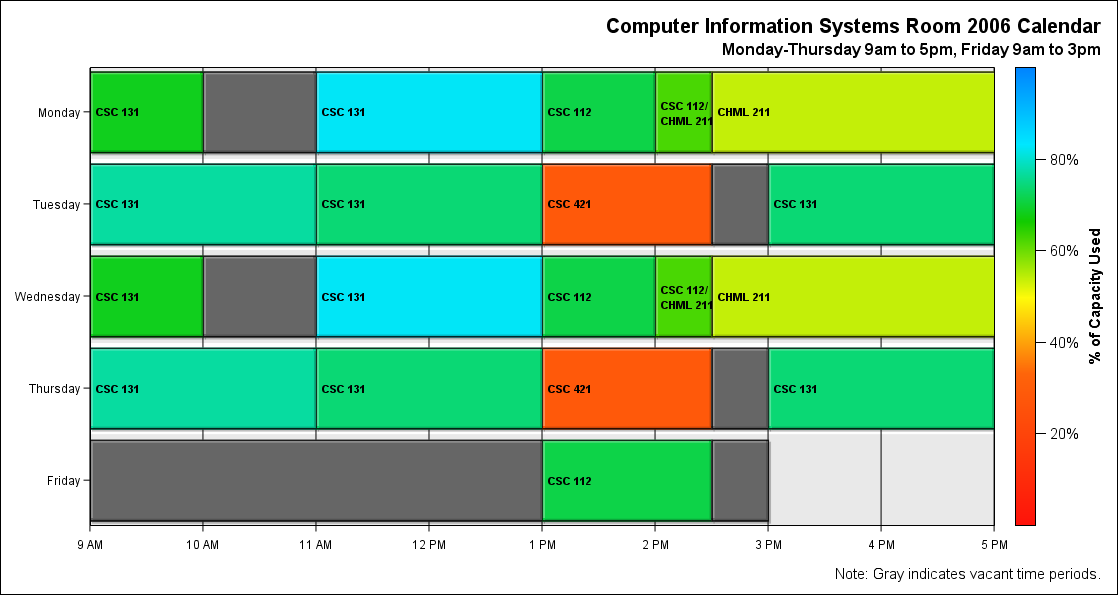 Computer Information Systems Room 2006 Calendar
Monday-Thursday 9am to 5pm, Friday 9am to 3pm
Monday
CSC 131
CSC 131
CSC 112
CSC 112/
CHML 211
CHML 211
Tuesday
CSC 131
CSC 131
CSC 421
CSC 131
Wednesday
CSC 131
CSC 131
CSC 112
CSC 112/
CHML 211
CHML 211
Thursday
CSC 131
CSC 131
CSC 421
CSC 131
Friday
CSC 112
9 AM
10 AM
11 AM
12 PM
1 PM
2 PM
3 PM
4 PM
5 PM
80%
60%
40%
20%
% of Capacity Used
Note: Gray indicates vacant time periods.